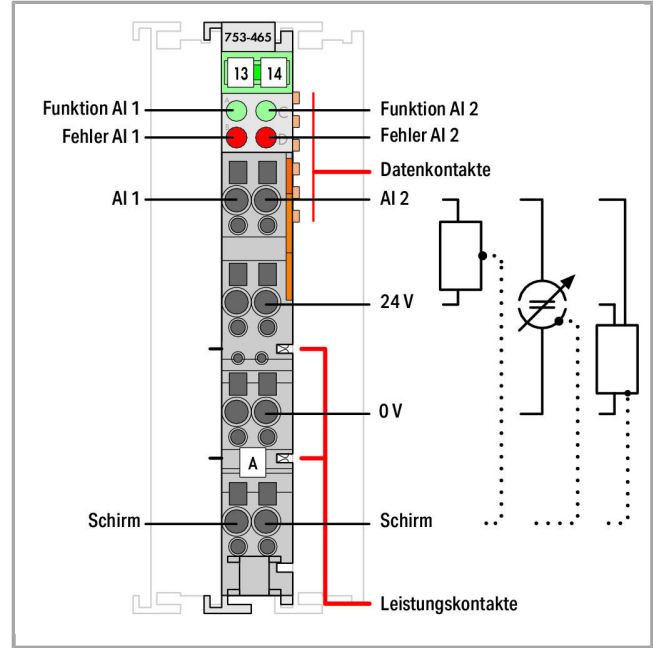 753-465
13 14
Funktion AI 1
C
Funktion AI 2
Fehler AI 1
D
Fehler AI 2
Datenkontakte
AI 1
AI 2
24 V
0 V
A
Schirm
Schirm
Leistungskontakte